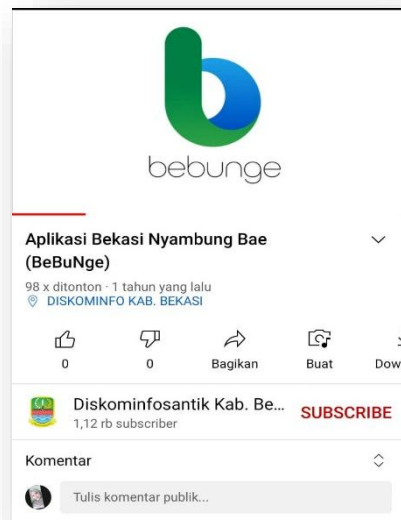 bebunge
Aplikasi Bekasi Nyambung Bae
(BeBuNge)
98 x ditonton · 1 tahun yang lalu
DISKOMINFO KAB. BEKASI
0 0 Bagikan Buat Dow
Diskominfosantik Kab. Be... SUBSCRIBE
1,12 rb subscriber
Komentar
Tulis komentar publik...